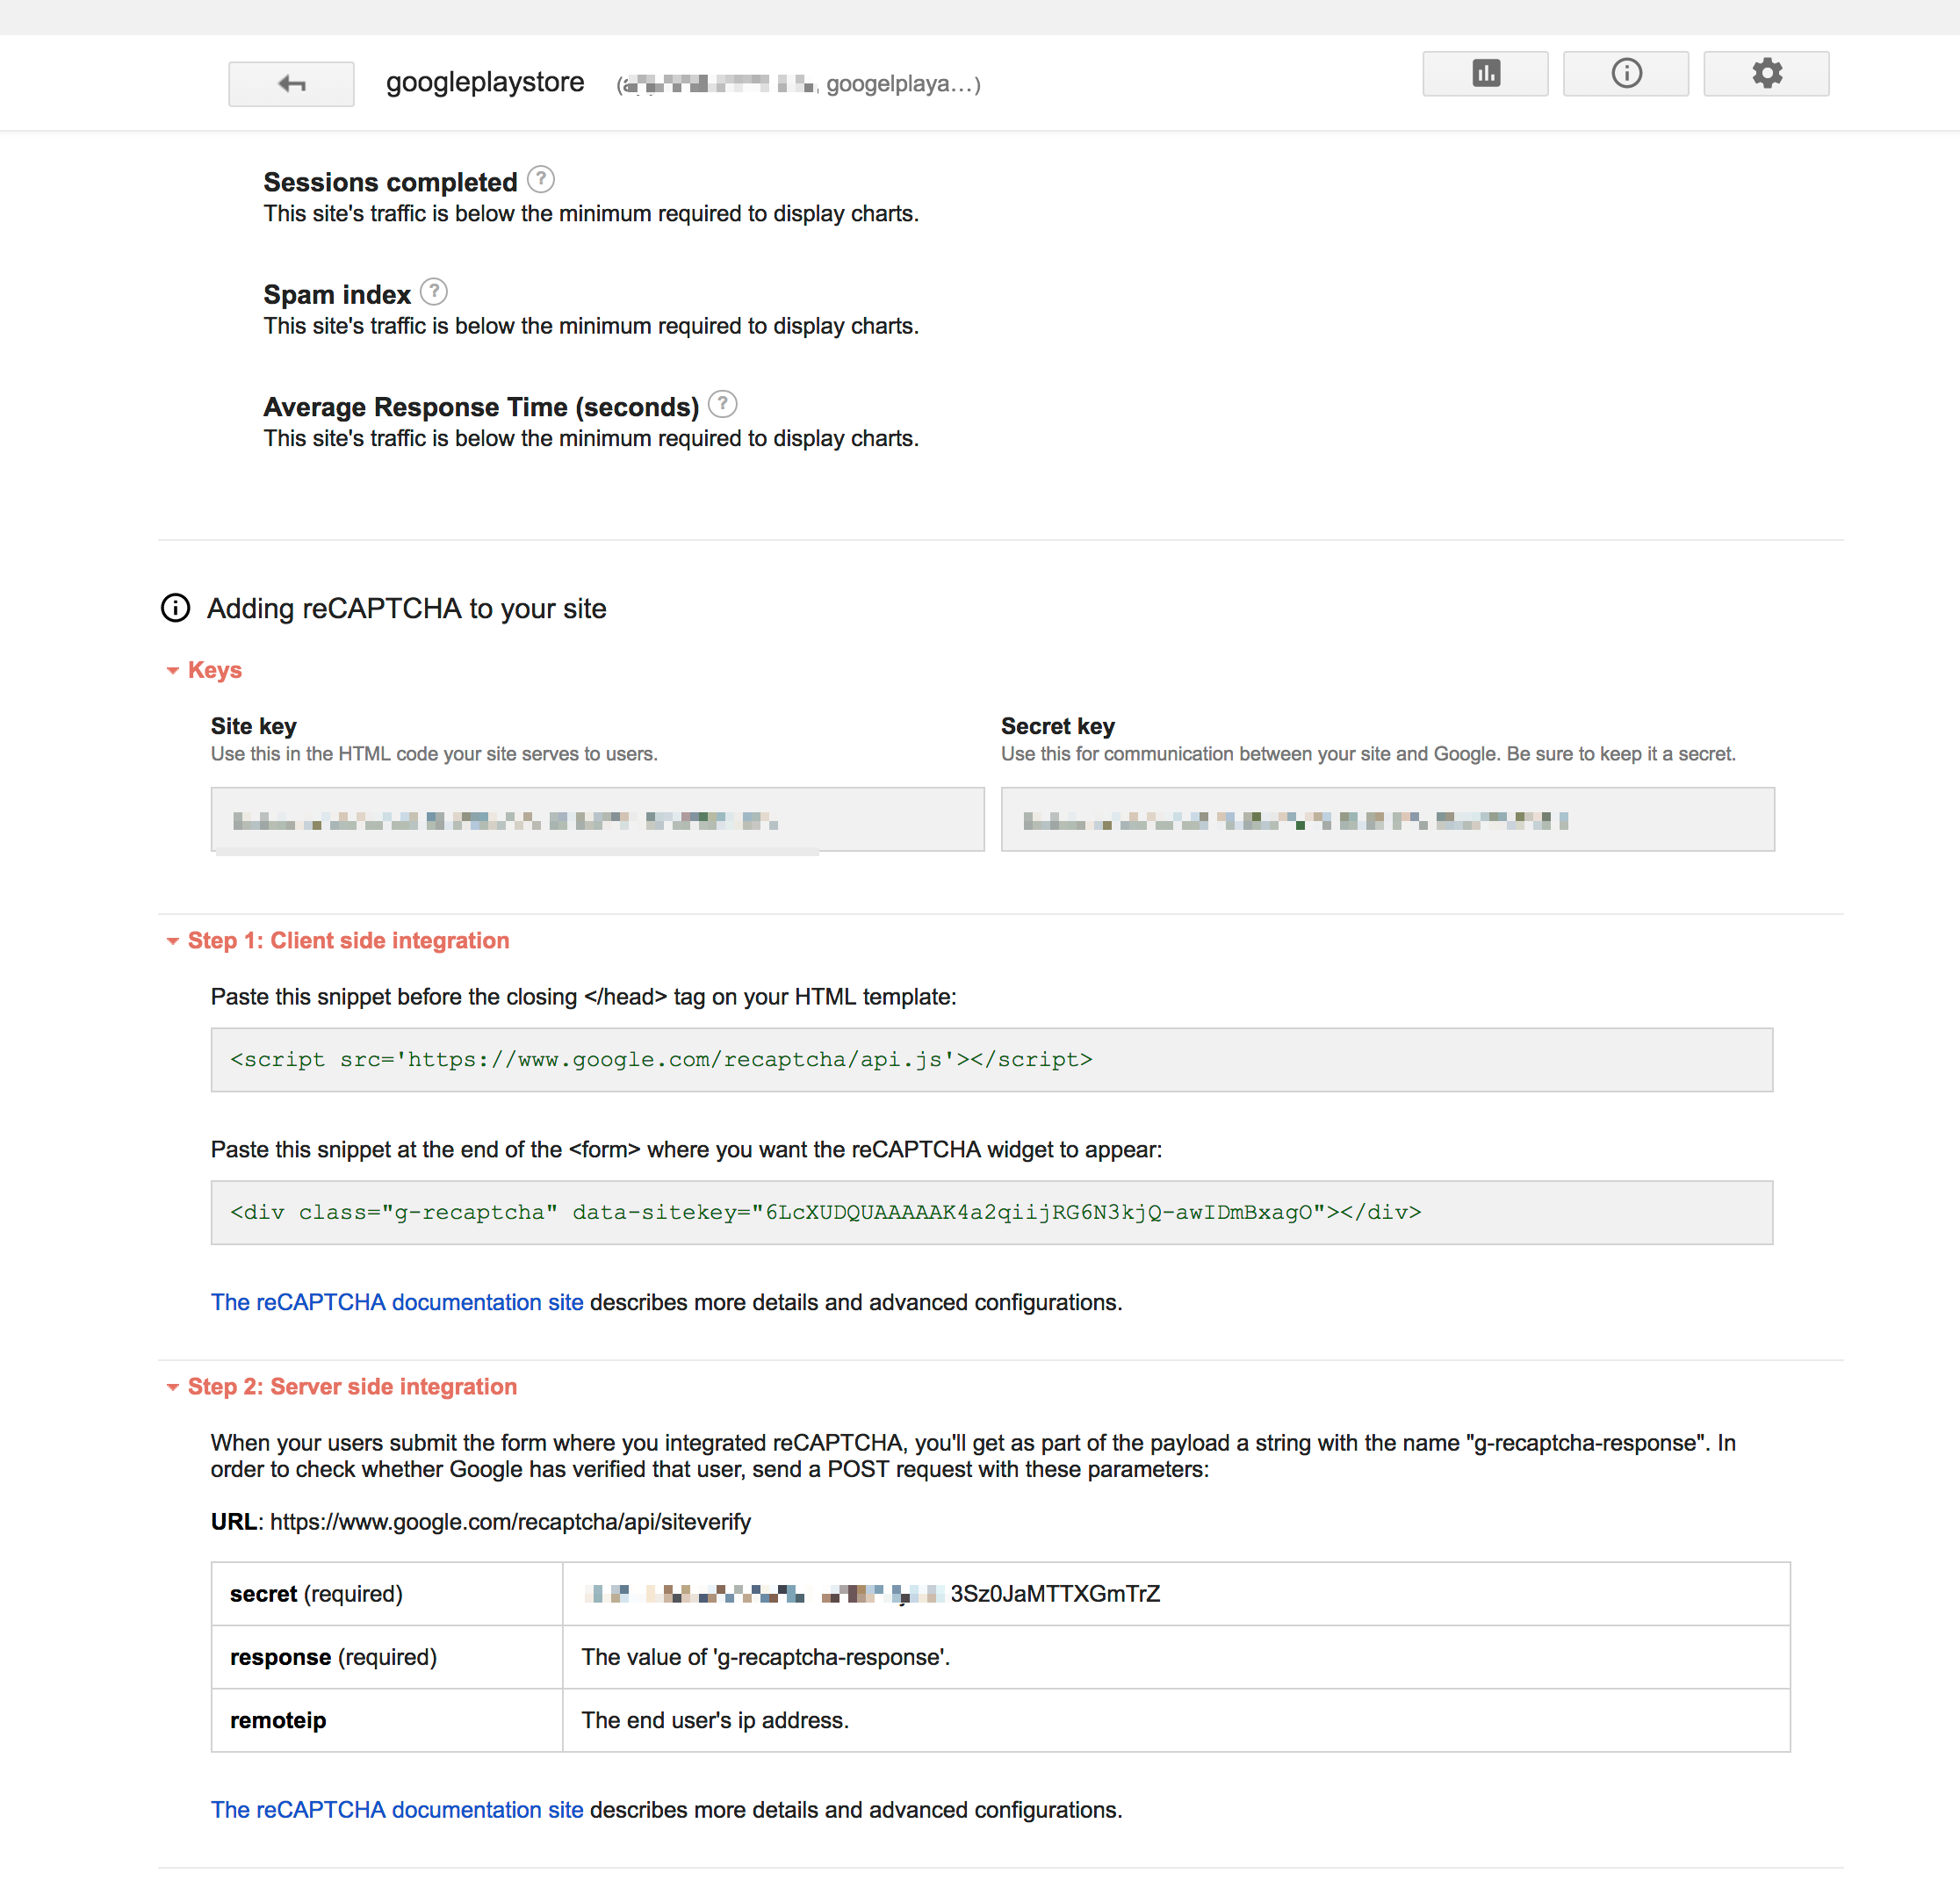 googleplaystore
googelplaya...)
Sessions completed ?
This site's traffic is below the minimum required to display charts.
Spam index ?
This site's traffic is below the minimum required to display charts.
Average Response Time (seconds) ?
This site's traffic is below the minimum required to display charts.
Adding reCAPTCHA to your site
Keys
Site key
Use this in the HTML code your site serves to users.
Secret key
Use this for communication between your site and Google. Be sure to keep it a secret.
Step 1: Client side integration
Paste this snippet before the closing </head> tag on your HTML template:
<script src='https://www.google.com/recaptcha/api.js'></script>
Paste this snippet at the end of the <form> where you want the reCAPTCHA widget to appear:
<div class="g-recaptcha" data-sitekey="6LcXUDQUAAAAAK4a2qiijRG6N3kjQ-awIDmBxagO"></div>
The reCAPTCHA documentation site describes more details and advanced configurations.
Step 2: Server side integration
When your users submit the form where you integrated reCAPTCHA, you'll get as part of the payload a string with the name "g-recaptcha-response". In
order to check whether Google has verified that user, send a POST request with these parameters:
URL: https://www.google.com/recaptcha/api/siteverify
secret (required) 3Sz0JaMTTXGmTrZ
response (required) The value of 'g-recaptcha-response'.
remoteip The end user's ip address.
The reCAPTCHA documentation site describes more details and advanced configurations.